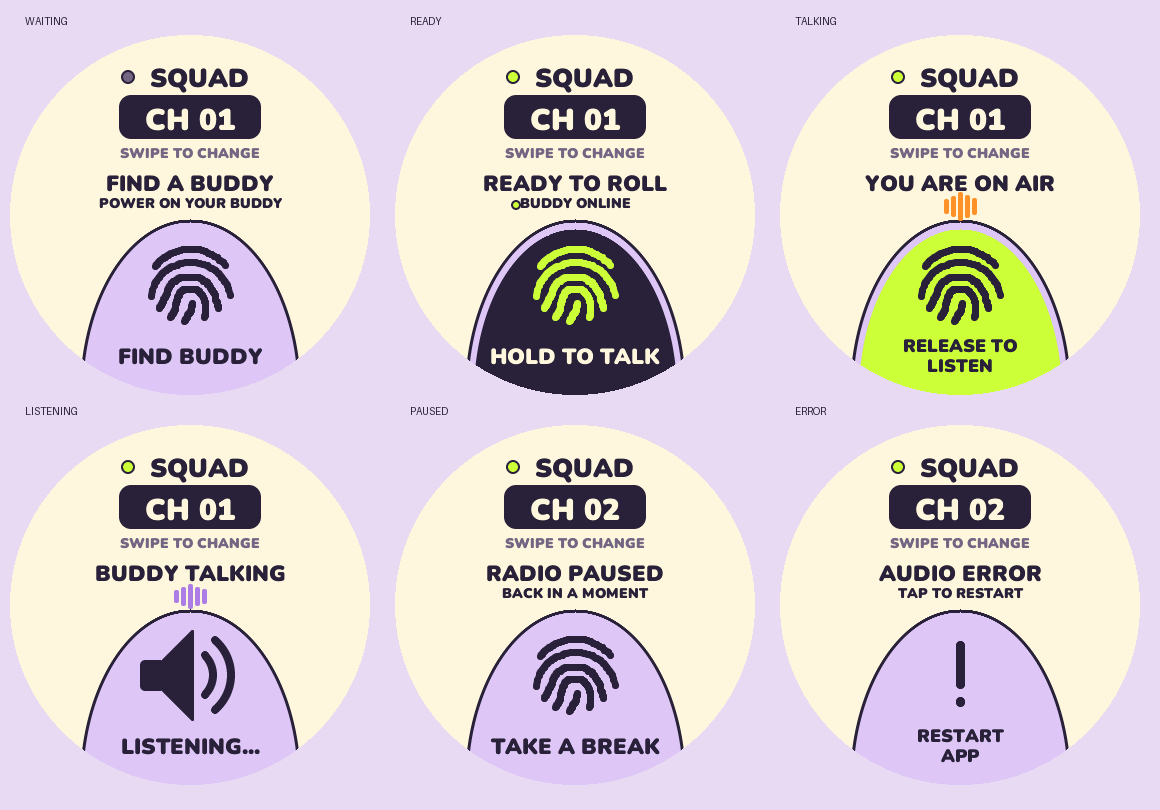 WAITING
SQUAD
CH 01
SWIPE TO CHANGE
FIND A BUDDY
POWER ON YOUR BUDDY
FIND BUDDY
READY
SQUAD
CH 01
SWIPE TO CHANGE
READY TO ROLL
BUDDY ONLINE
HOLD TO TALK
TALKING
SQUAD
CH 01
SWIPE TO CHANGE
YOU ARE ON AIR
RELEASE TO
LISTEN
LISTENING
SQUAD
CH 01
SWIPE TO CHANGE
BUDDY TALKING
LISTENING...
PAUSED
SQUAD
CH 02
SWIPE TO CHANGE
RADIO PAUSED
BACK IN A MOMENT
TAKE A BREAK
ERROR
SQUAD
CH 02
SWIPE TO CHANGE
AUDIO ERROR
TAP TO RESTART
RESTART
APP